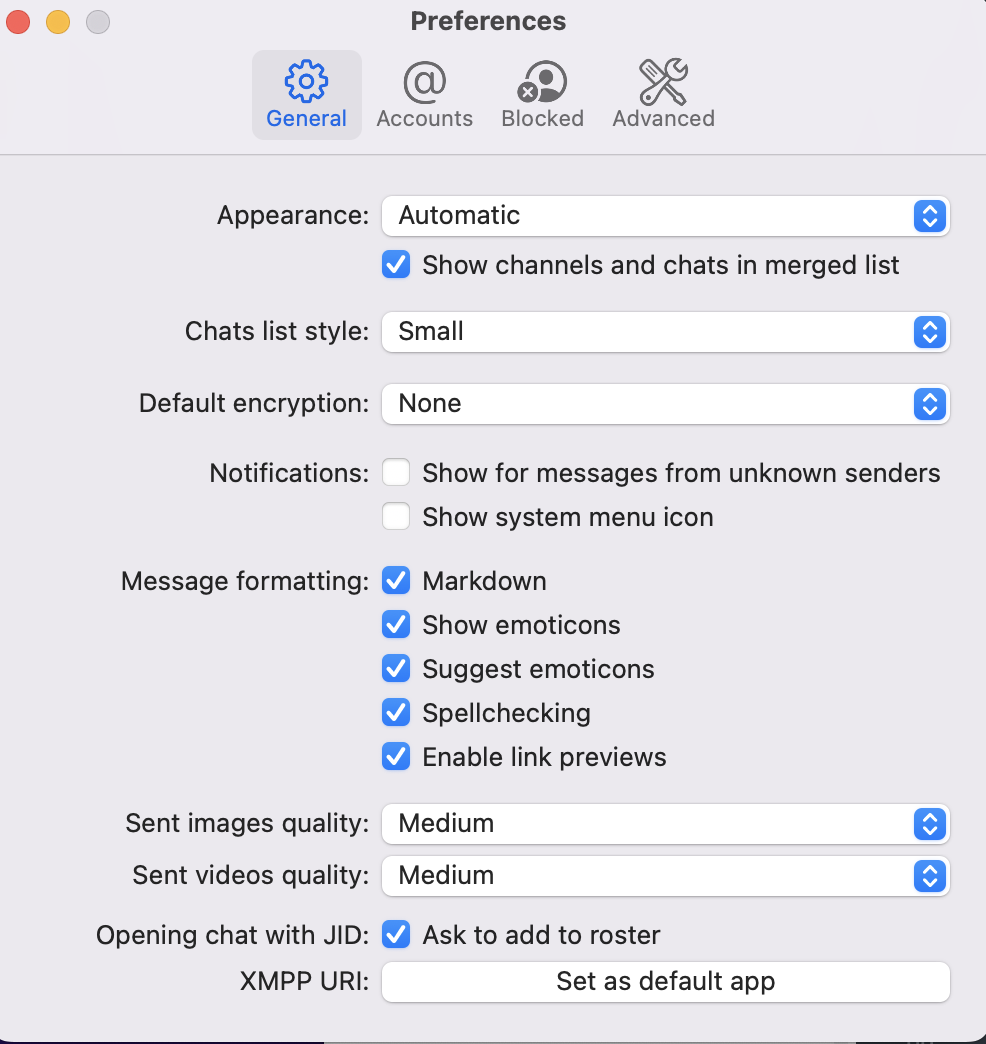 Preferences
General Accounts Blocked Advanced
Appearance: Automatic
Show channels and chats in merged list
Chats list style: Small
Default encryption: None
Notifications: Show for messages from unknown senders
Show system menu icon
Message formatting: Markdown
Show emoticons
Suggest emoticons
Spellchecking
Enable link previews
Sent images quality: Medium
Sent videos quality: Medium
Opening chat with JID: Ask to add to roster
XMPP URI: Set as default app